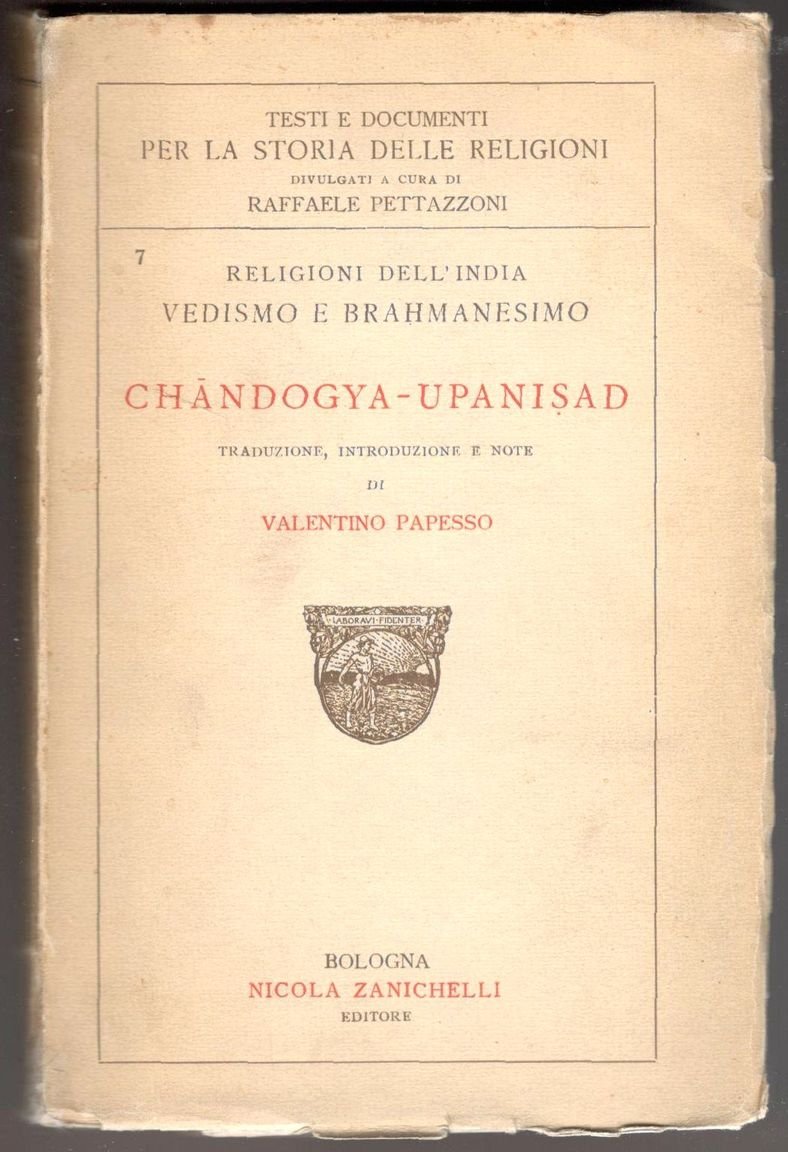 TESTI E DOCUMENTI
PER LA STORIA DELLE RELIGIONI
DIVULGATI A CURA DI
RAFFAELE PETTAZZONI
7
RELIGIONI DELL'INDIA
VEDISMO E BRAHMANESIMO
CHĀNDOGYA-UPANIṢAD
TRADUZIONE, INTRODUZIONE E NOTE
DI
VALENTINO PAPESSO
LABORAVI·FIDENTER
BOLOGNA
NICOLA ZANICHELLI
EDITORE